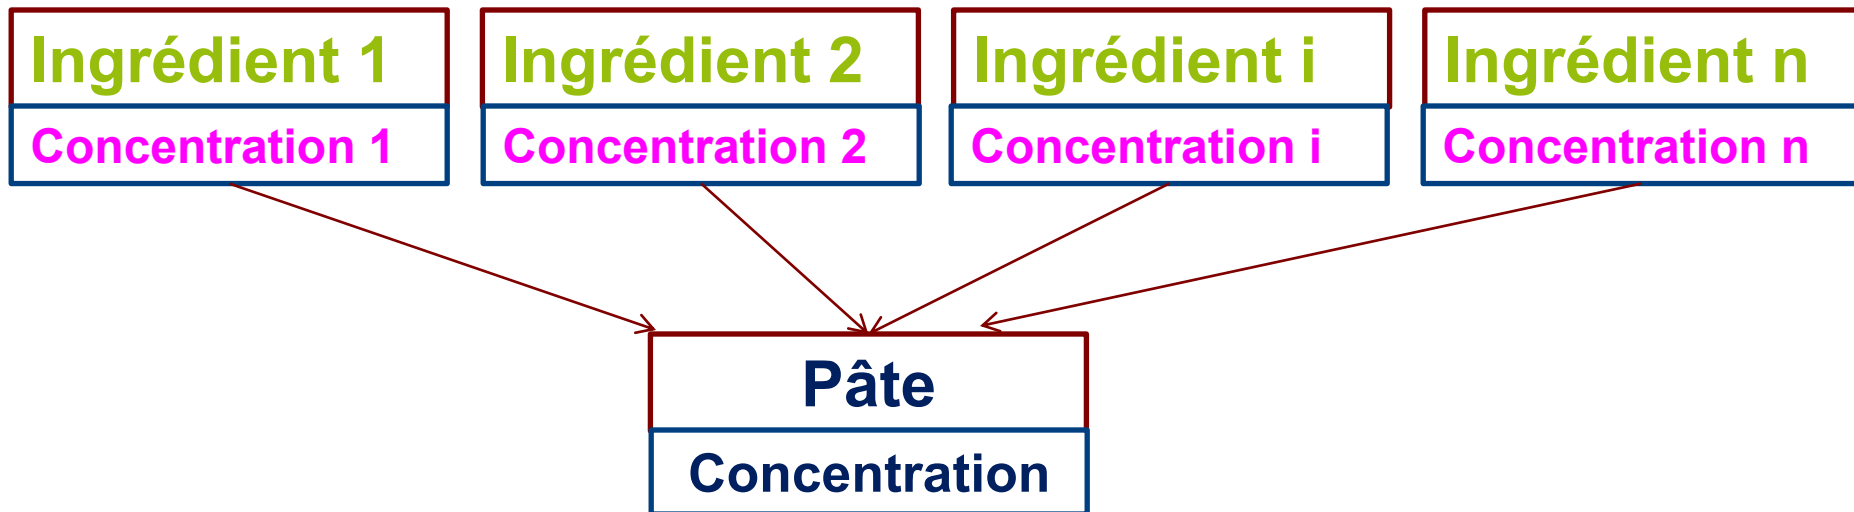 Ingrédient 1
Ingrédient 2
Ingrédient i
Ingrédient n
Concentration 1
Concentration 2
Concentration i
Concentration n
Pâte
Concentration